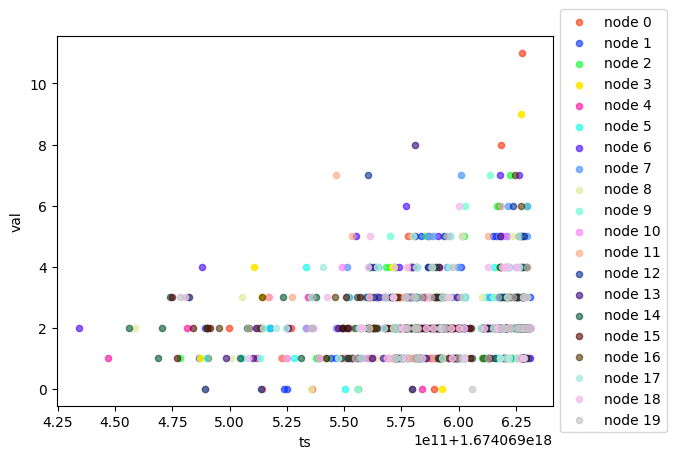 val
10
8
6
4
2
0
4.25 4.50 4.75 5.00 5.25 5.50 5.75 6.00 6.25
ts
1e11+1.674069e18
node 0
node 1
node 2
node 3
node 4
node 5
node 6
node 7
node 8
node 9
node 10
node 11
node 12
node 13
node 14
node 15
node 16
node 17
node 18
node 19